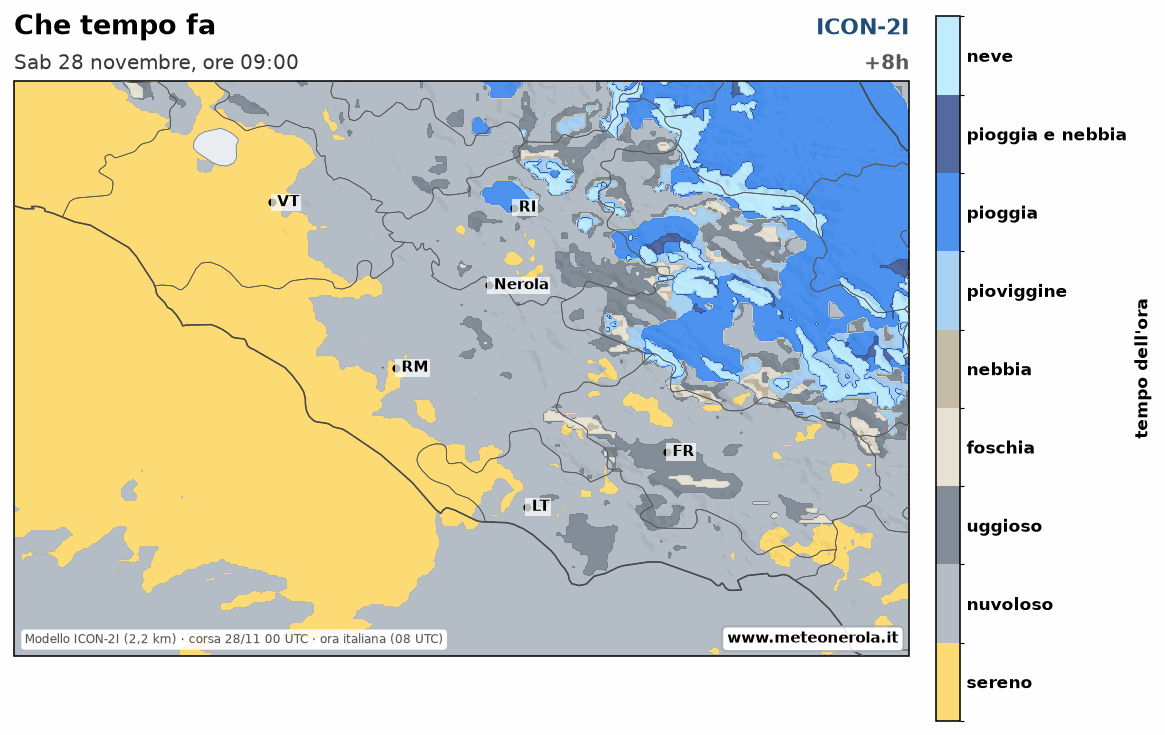 Che tempo fa
ICON-2I
Sab 28 novembre, ore 09:00
+8h
neve
pioggia e nebbia
pioggia
pioviggine
nebbia
foschia
uggioso
nuvoloso
sereno
tempo dell'ora
VT
RI
Nerola
RM
FR
LT
Modello ICON-2I (2,2 km) · corsa 28/11 00 UTC · ora italiana (08 UTC)
www.meteonerola.it